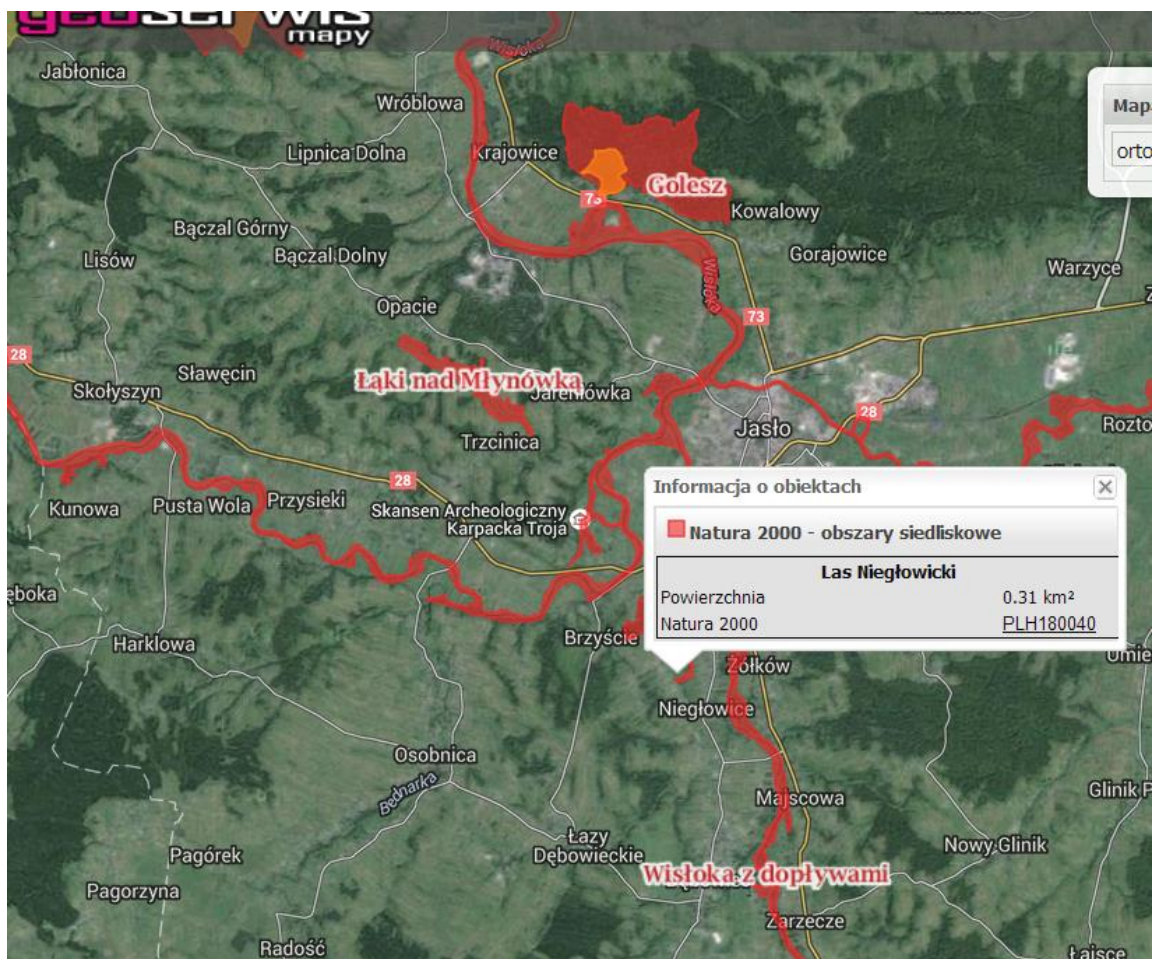 geoserwis
mapy
Wisłoka
Jabłonica
Wróblowa
Mapa
orto
Lipnica Dolna
Krajowice
Golesz
73
Kowalowy
Bączal Górny
Lisów
Bączal Dolny
Gorajowice
Warzyce
Wisłoka
Opacie
73
28
Sławęcin
Łąki nad Młynówką
Skołyszyn
Jareniówka
28
Trzcinica
Jasło
Rozto
28
Informacja o obiektach
Kunowa
Pusta Wola
Przysieki
Skansen Archeologiczny
Karpacka Troja
Natura 2000 - obszary siedliskowe
Las Niegłowicki
Powierzchnia 0.31 km²
Natura 2000 PLH180040
ęboka
Harklowa
Brzyście
Żółków
Umie
Niegłowice
Osobnica
Bednarka
Majscowa
Glinik P
Łazy
Dębowieckie
Nowy Glinik
Pagórek
Wisłoka z dopływami
Pagorzyna
Zarzecze
Radość
Łajsce